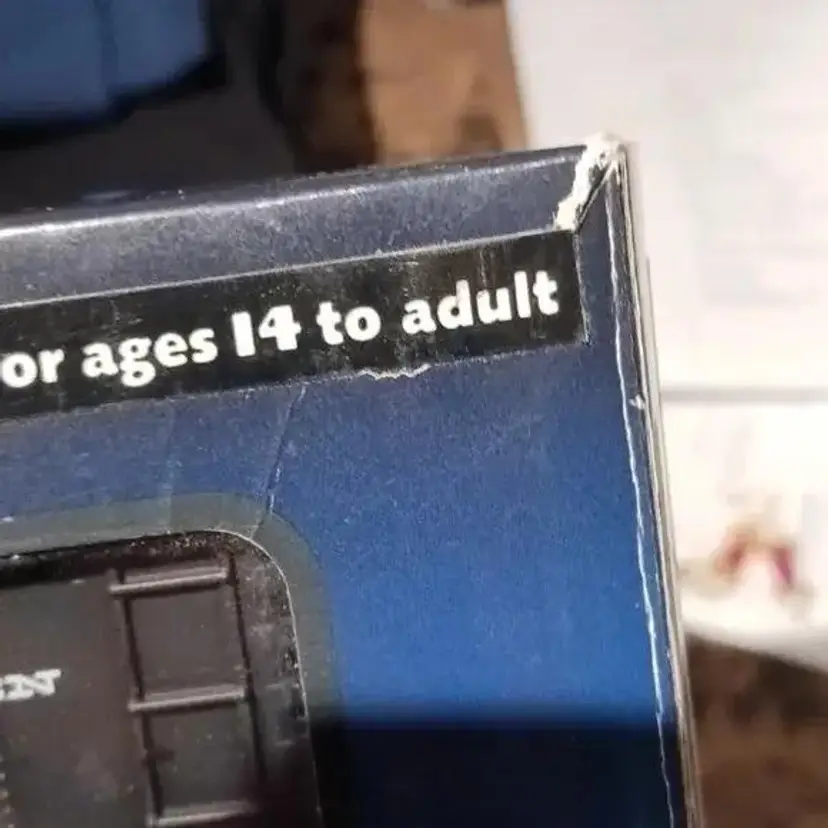 or ages 14 to adult